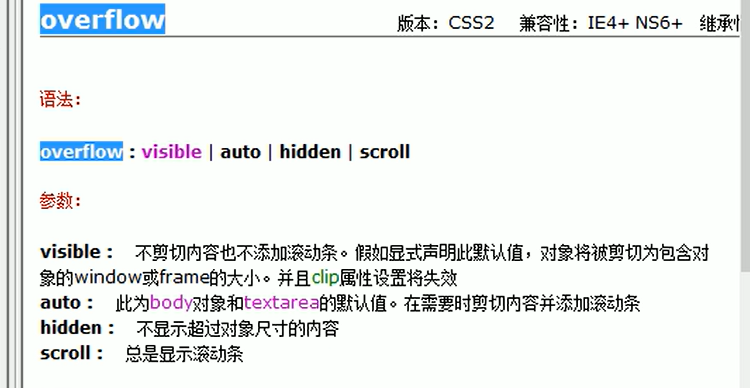 overflow 版本：CSS2 兼容性：IE4+ NS6+ 继承
语法：
overflow : visible | auto | hidden | scroll
参数：
visible : 不剪切内容也不添加滚动条。假如显式声明此默认值，对象将被剪切为包含对
象的window或frame的大小。并且clip属性设置将失效
auto : 此为body对象和textarea的默认值。在需要时剪切内容并添加滚动条
hidden : 不显示超过对象尺寸的内容
scroll : 总是显示滚动条